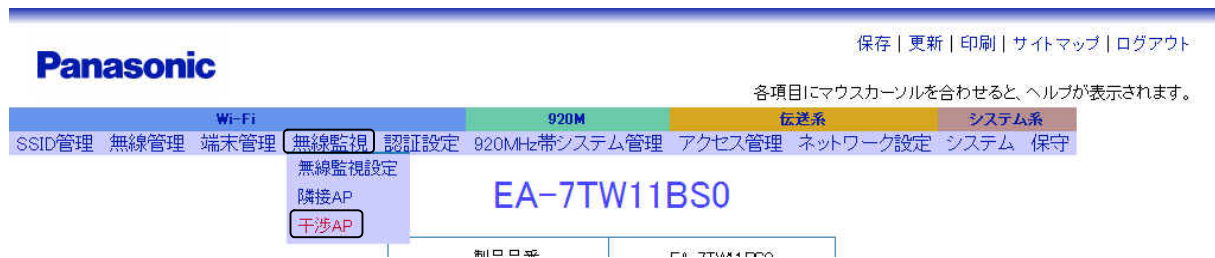 保存 | 更新 | 印刷 | サイトマップ | ログアウト
Panasonic
各項目にマウスカーソルを合わせると、ヘルプが表示されます。
Wi-Fi 920M 伝送系 システム系
SSID管理 無線管理 端末管理 無線監視 認証設定 920MHz帯システム管理 アクセス管理 ネットワーク設定 システム 保守
無線監視設定
隣接AP
干渉AP
EA-7TW11BS0
製品品番 EA-7TW11BS0